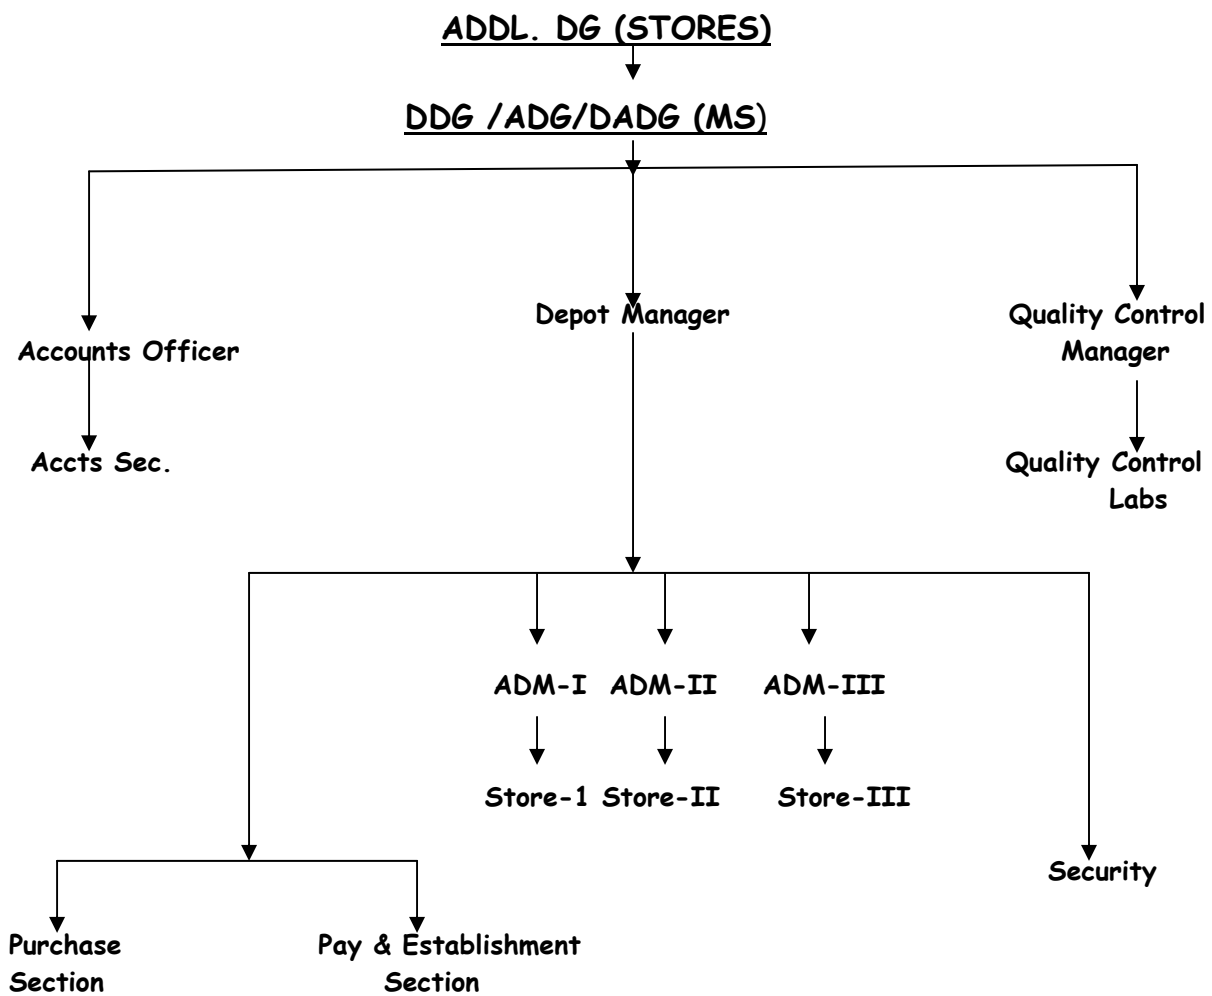 ADDL. DG (STORES)
DDG /ADG/DADG (MS)
Depot Manager
Quality Control
Manager
Accounts Officer
Accts Sec.
Quality Control
Labs
ADM-I ADM-II ADM-III
Store-1 Store-II Store-III
Security
Purchase
Section
Pay & Establishment
Section